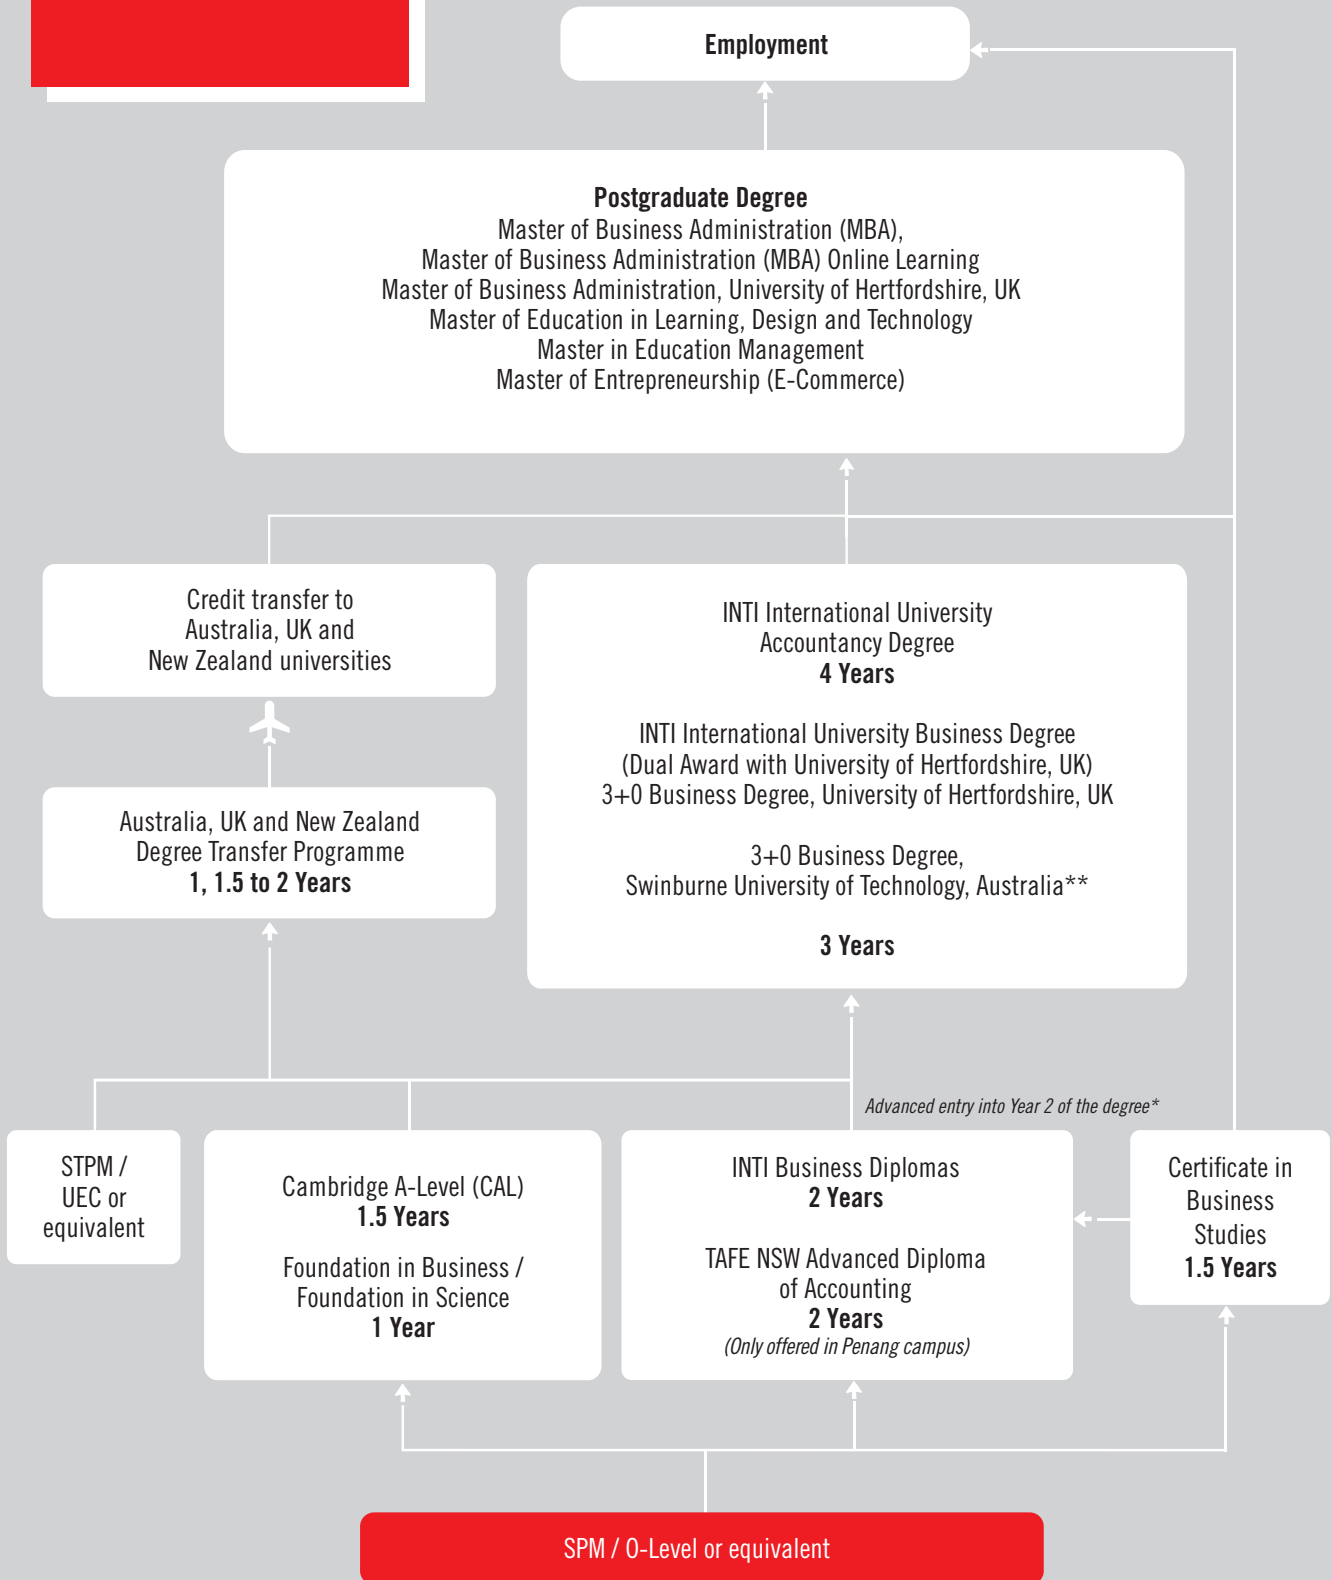 Employment
Postgraduate Degree
Master of Business Administration (MBA),
Master of Business Administration (MBA) Online Learning
Master of Business Administration, University of Hertfordshire, UK
Master of Education in Learning, Design and Technology
Master in Education Management
Master of Entrepreneurship (E-Commerce)
Credit transfer to
Australia, UK and
New Zealand universities
INTI International University
Accountancy Degree
4 Years
INTI International University Business Degree
(Dual Award with University of Hertfordshire, UK)
3+0 Business Degree, University of Hertfordshire, UK
3+0 Business Degree,
Swinburne University of Technology, Australia**
3 Years
Australia, UK and New Zealand
Degree Transfer Programme
1, 1.5 to 2 Years
Advanced entry into Year 2 of the degree*
STPM /
UEC or
equivalent
Cambridge A-Level (CAL)
1.5 Years
Foundation in Business /
Foundation in Science
1 Year
INTI Business Diplomas
2 Years
TAFE NSW Advanced Diploma
of Accounting
2 Years
(Only offered in Penang campus)
Certificate in
Business
Studies
1.5 Years
SPM / O-Level or equivalent